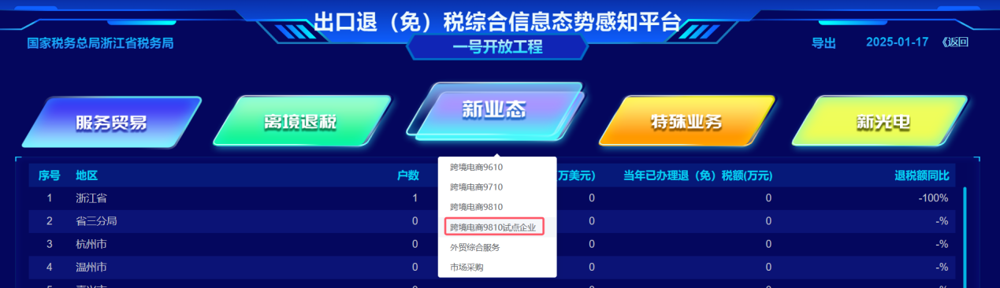 出口退（免）税综合信息态势感知平台
国家税务总局浙江省税务局
一号开放工程
导出 2025-01-17 《返回
服务贸易 离境退税 新业态 特殊业务 新光电
序号 地区 户数 万美元） 当年已办理退（免）税额(万元) 退税额同比
1 浙江省 1 0 0 -100%
2 省三分局 0 0 0 -%
3 杭州市 0 0 0 -%
4 温州市 0 0 0 -%
跨境电商9610
跨境电商9710
跨境电商9810
跨境电商9810试点企业
外贸综合服务
市场采购